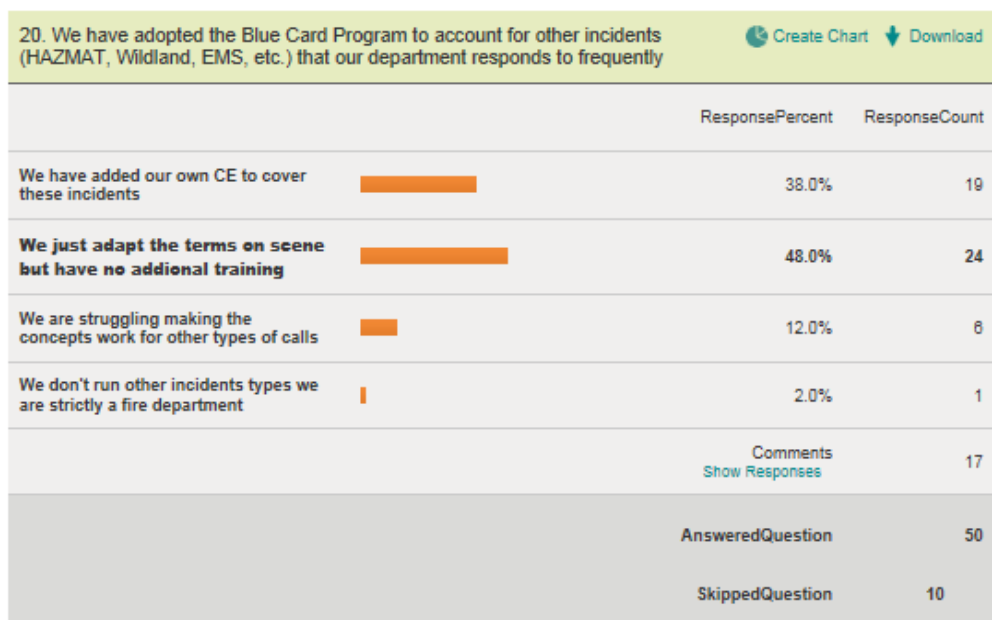 20. We have adopted the Blue Card Program to account for other incidents
(HAZMAT, Wildland, EMS, etc.) that our department responds to frequently
Create Chart Download
ResponsePercent ResponseCount
We have added our own CE to cover
these incidents
38.0% 19
We just adapt the terms on scene
but have no addional training
48.0% 24
We are struggling making the
concepts work for other types of calls
12.0% 6
We don't run other incidents types we
are strictly a fire department
2.0% 1
Comments
Show Responses
17
AnsweredQuestion 50
SkippedQuestion 10